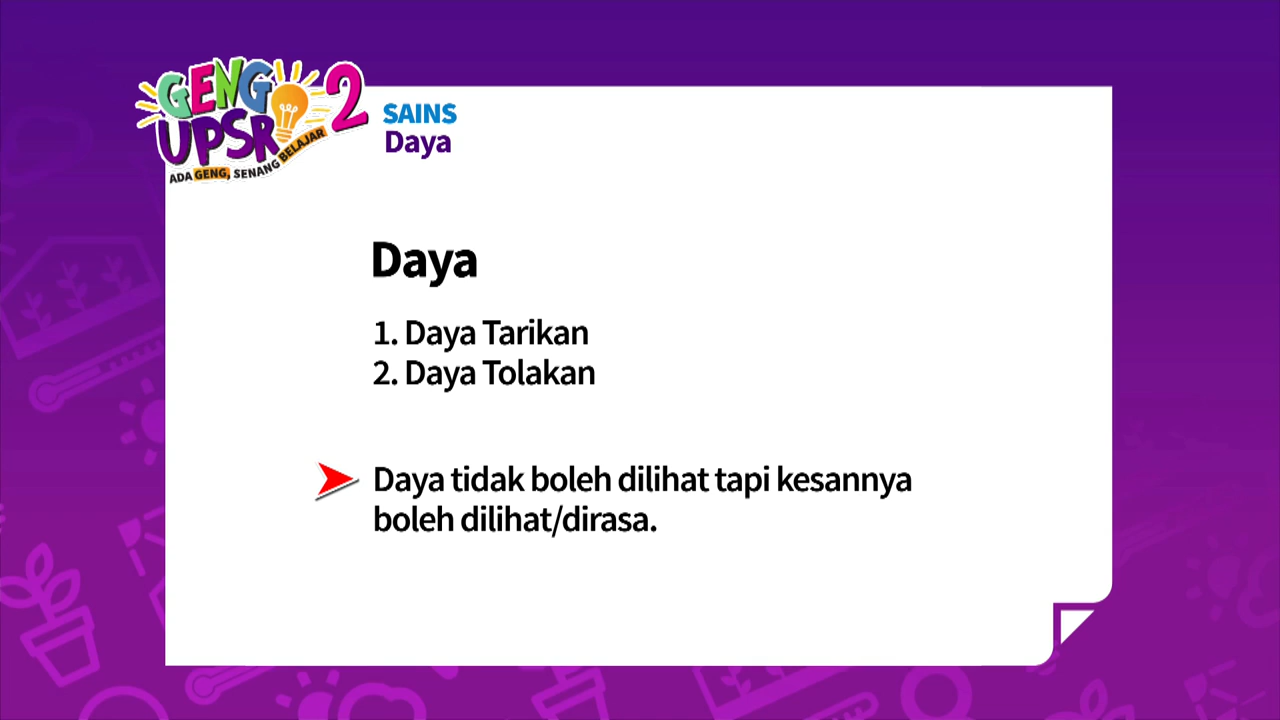 GENG
UPSR 2
ADA GENG, SENANG BELAJAR
SAINS
Daya
Daya
1. Daya Tarikan
2. Daya Tolakan
Daya tidak boleh dilihat tapi kesannya
boleh dilihat/dirasa.